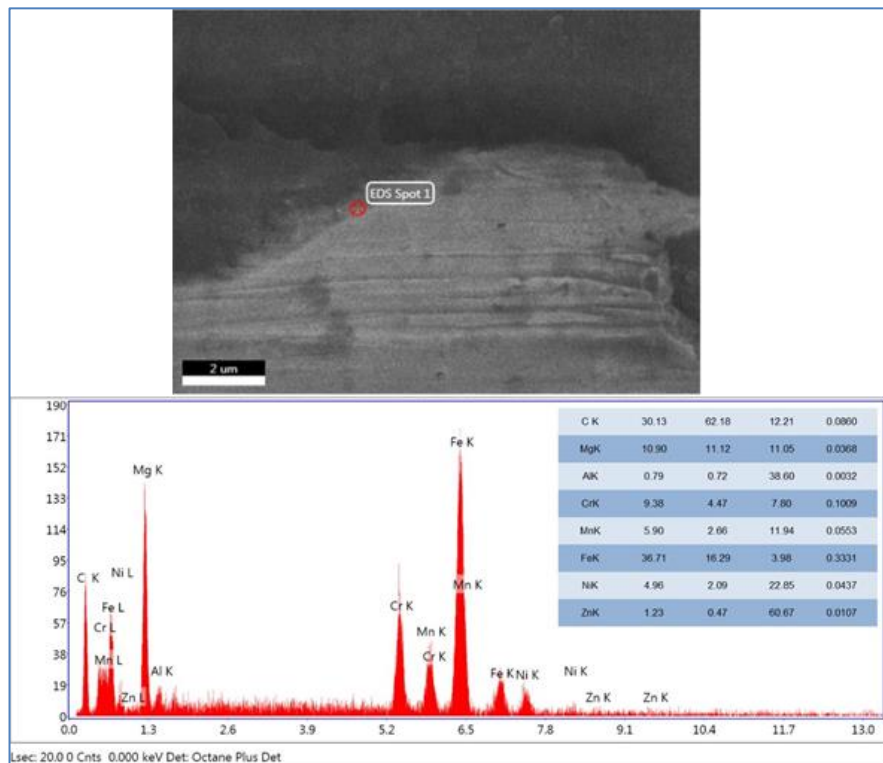 EDS Spot 1
2 um
190
171
152
133
114
95
76
57
38
19
0
0.0
1.3
2.6
3.9
5.2
6.5
7.8
9.1
10.4
11.7
13.0
C K
Ni L
Fe L
Cr L
Mn L
Zn L
Mg K
Al K
Cr K
Mn K
Cr K
Fe K
Mn K
Fe K
Ni K
Ni K
Zn K
Zn K
C K 30.13 62.18 12.21 0.0860
MgK 10.90 11.12 11.05 0.0368
AlK 0.79 0.72 38.60 0.0032
CrK 9.38 4.47 7.80 0.1009
MnK 5.90 2.66 11.94 0.0553
FeK 36.71 16.29 3.98 0.3331
NiK 4.96 2.09 22.85 0.0437
ZnK 1.23 0.47 60.67 0.0107
Lsec: 20.0 0 Cnts 0.000 keV Det: Octane Plus Det